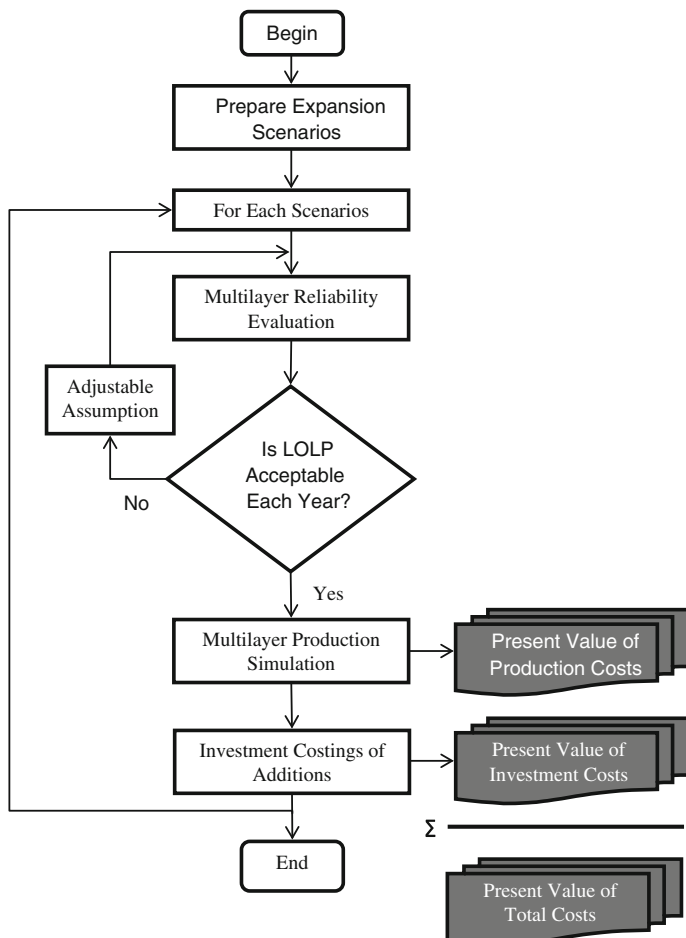 Begin
Prepare Expansion
Scenarios
For Each Scenarios
Multilayer Reliability
Evaluation
Adjustable
Assumption
Is LOLP
Acceptable
Each Year?
No
Yes
Multilayer Production
Simulation
Present Value of
Production Costs
Investment Costings of
Additions
Present Value of
Investment Costs
Σ
End
Present Value of
Total Costs